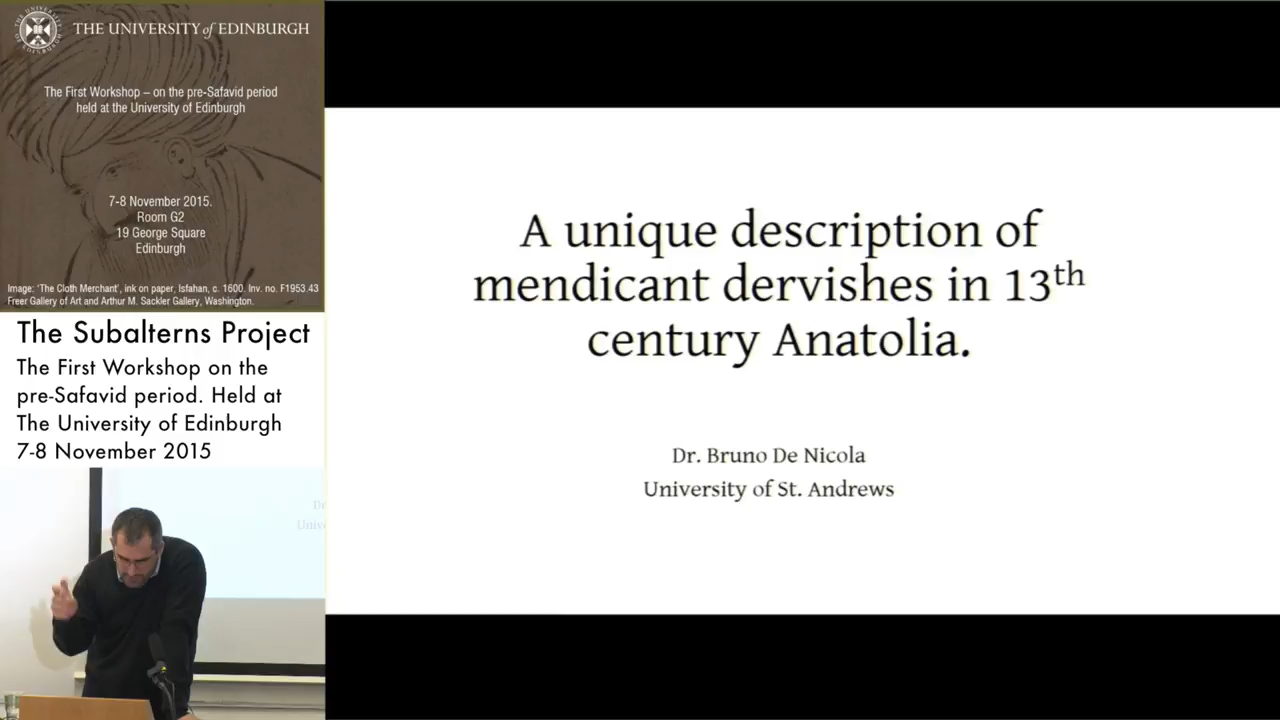 THE UNIVERSITY of EDINBURGH
The First Workshop – on the pre-Safavid period
held at the University of Edinburgh
7-8 November 2015.
Room G2
19 George Square
Edinburgh
Image: 'The Cloth Merchant', ink on paper, Isfahan, c. 1600. Inv. no. F1953.43
Freer Gallery of Art and Arthur M. Sackler Gallery, Washington.
The Subalterns Project
The First Workshop on the
pre-Safavid period. Held at
The University of Edinburgh
7-8 November 2015
A unique description of
mendicant dervishes in 13th
century Anatolia.
Dr. Bruno De Nicola
University of St. Andrews